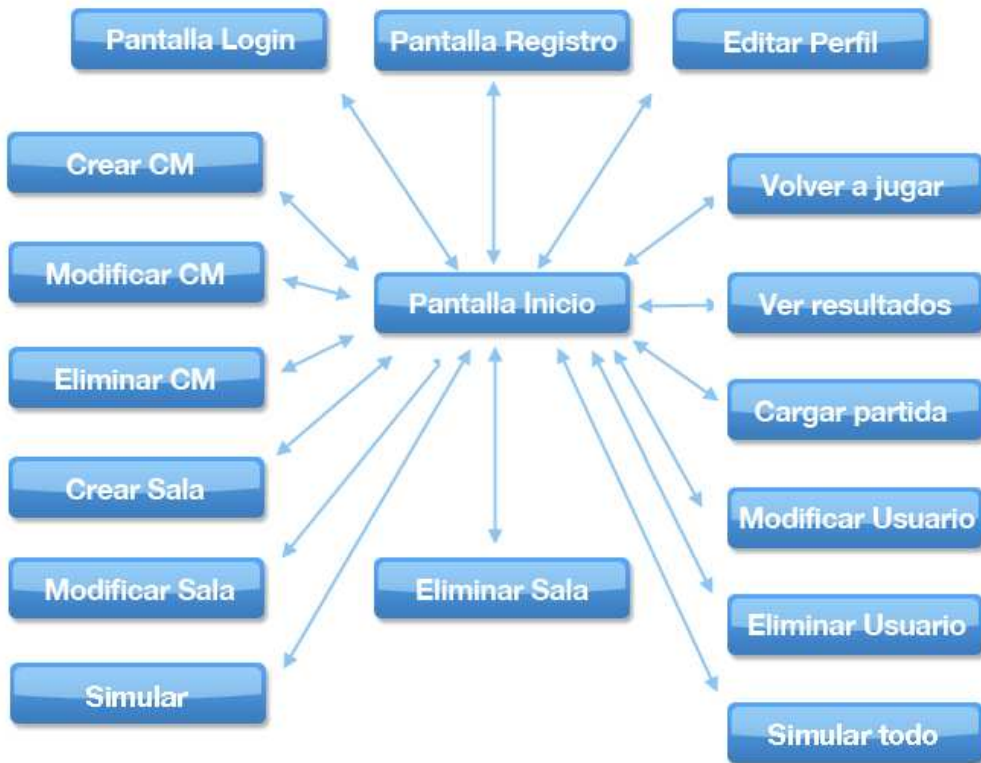 Pantalla Login
Pantalla Registro
Editar Perfil
Crear CM
Volver a jugar
Modificar CM
Pantalla Inicio
Ver resultados
Eliminar CM
Cargar partida
Crear Sala
Modificar Usuario
Modificar Sala
Eliminar Sala
Eliminar Usuario
Simular
Simular todo